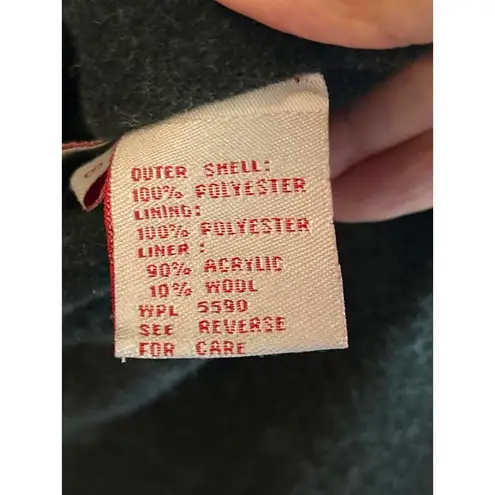 OUTER SHELL:
100% POLYESTER
LINING:
100% POLYESTER
LINER :
90% ACRYLIC
10% WOOL
WPL 5590
SEE REVERSE
FOR CARE